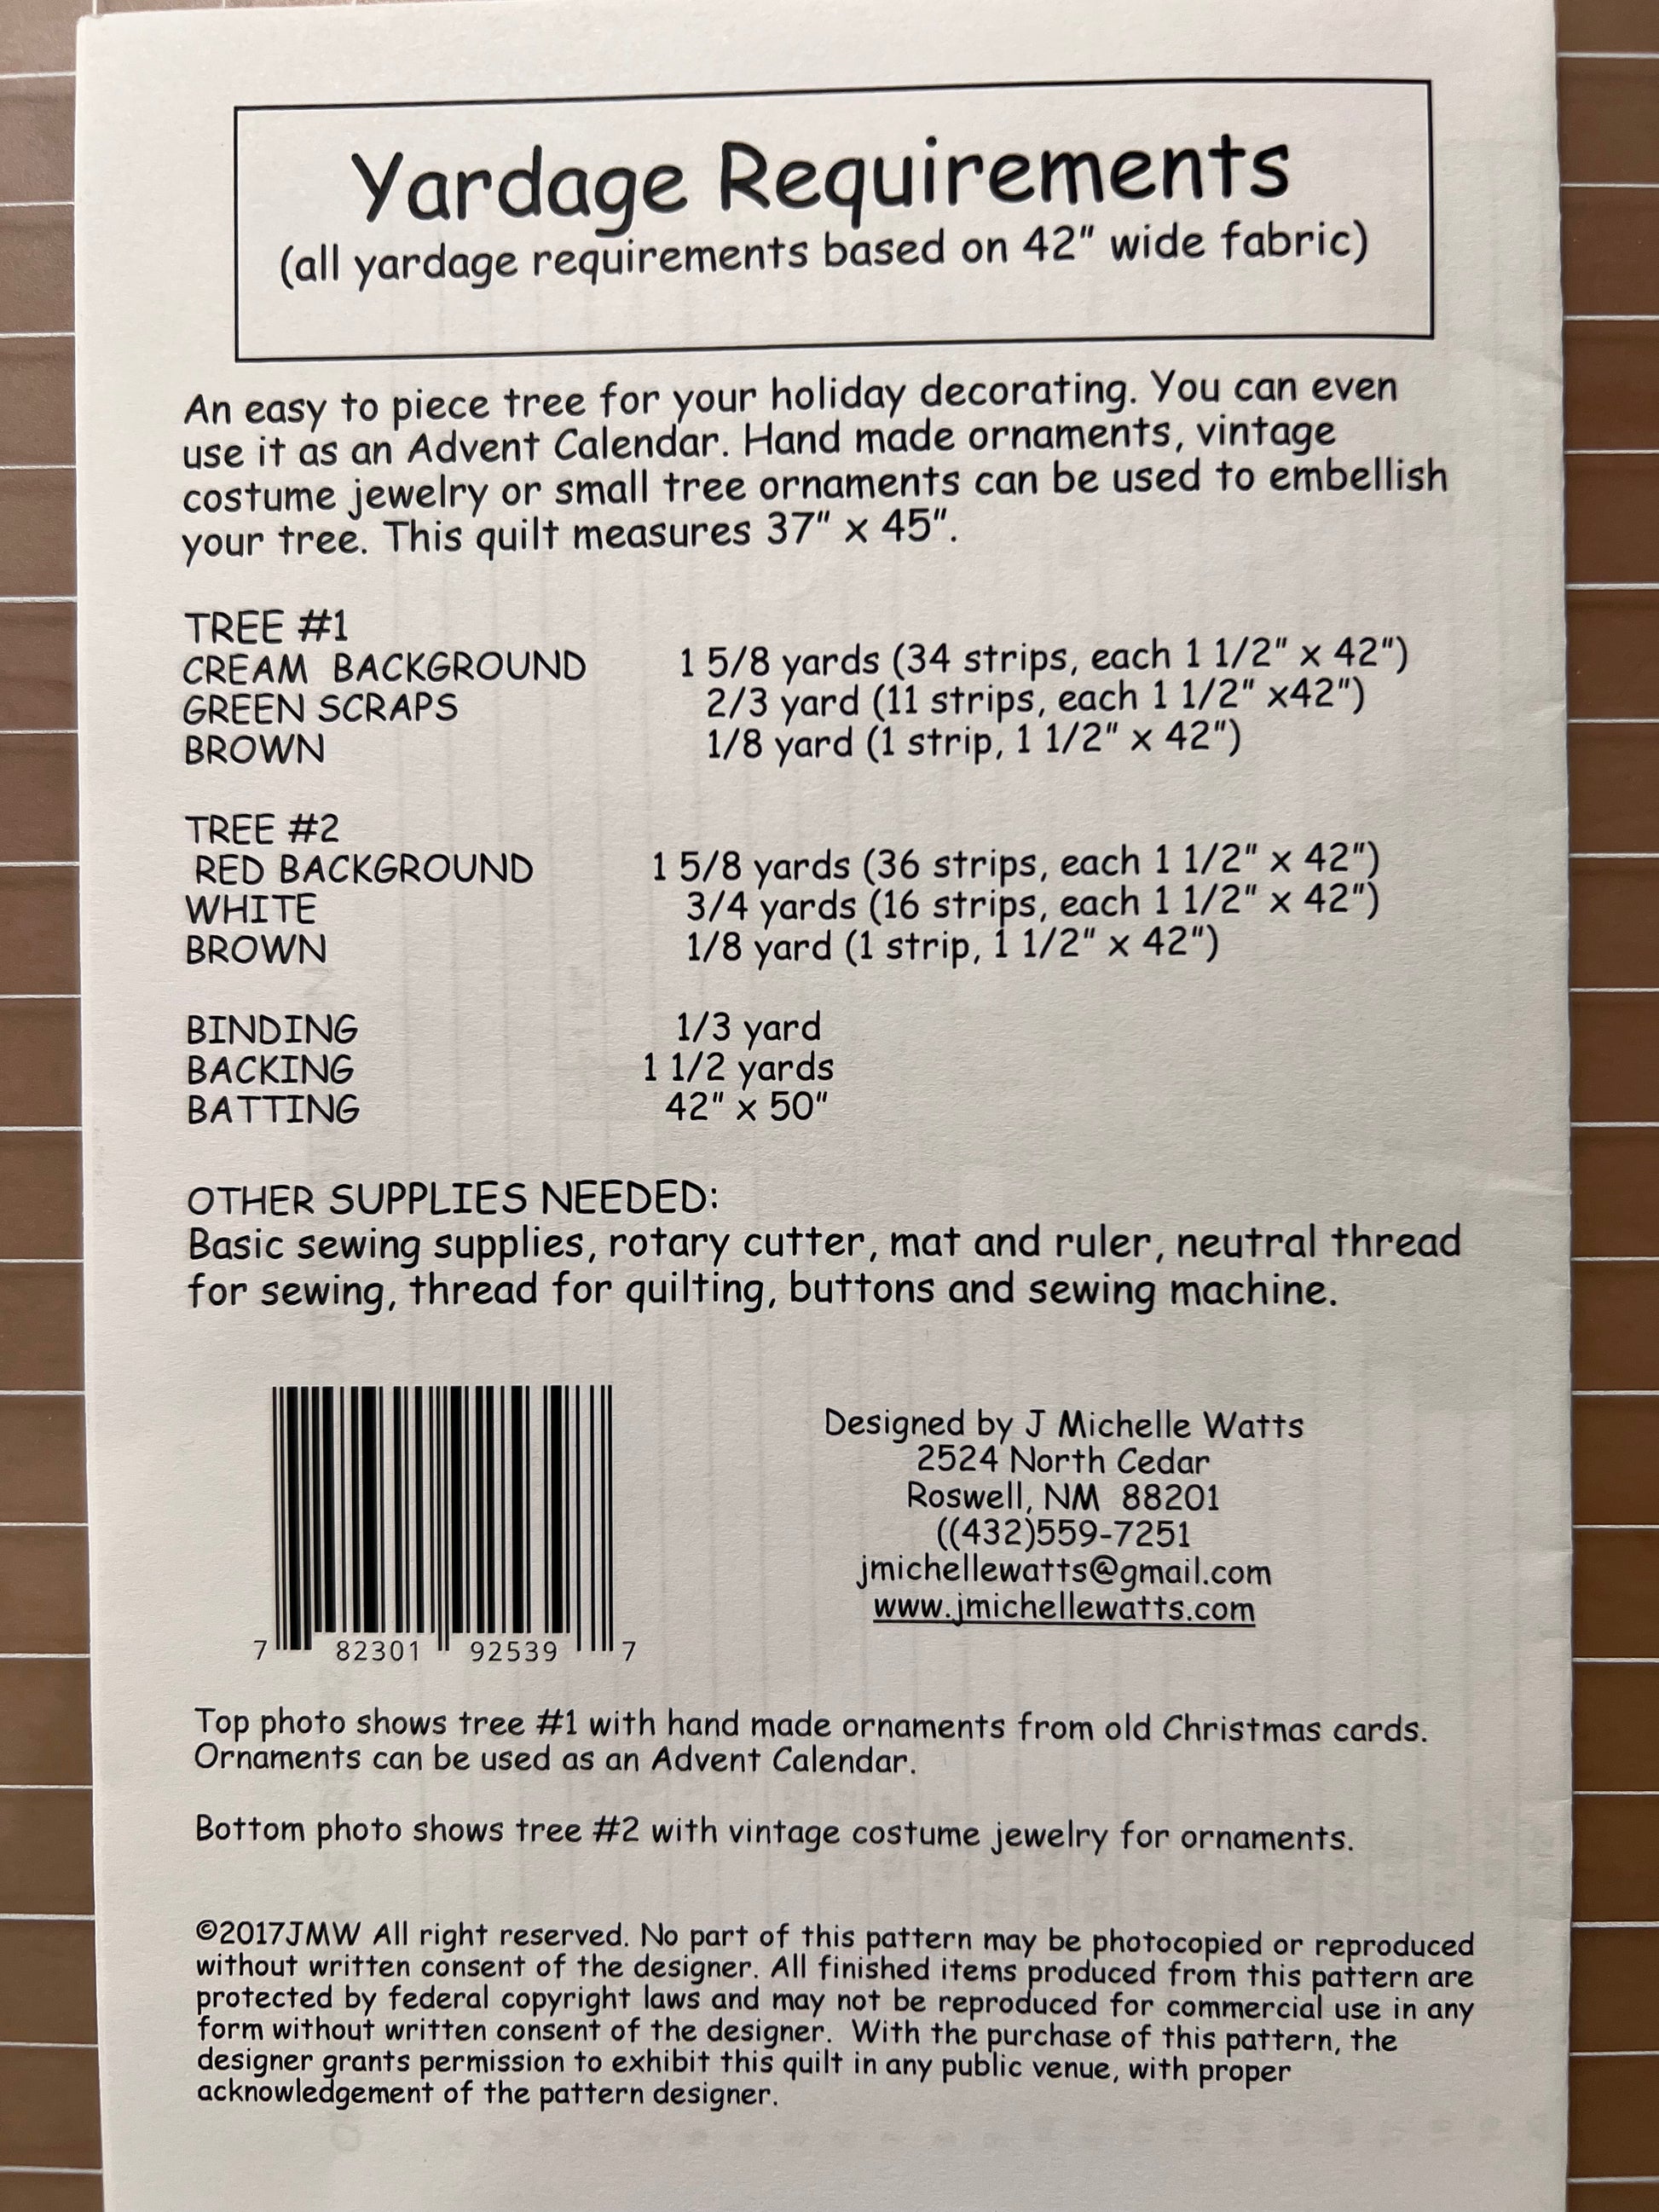 Yardage Requirements
(all yardage requirements based on 42" wide fabric)
An easy to piece tree for your holiday decorating. You can even
use it as an Advent Calendar. Hand made ornaments, vintage
costume jewelry or small tree ornaments can be used to embellish
your tree. This quilt measures 37" x 45".
TREE #1
CREAM BACKGROUND 1 5/8 yards (34 strips, each 1 1/2" x 42")
GREEN SCRAPS 2/3 yard (11 strips, each 1 1/2" x42")
BROWN 1/8 yard (1 strip, 1 1/2" x 42")
TREE #2
RED BACKGROUND 1 5/8 yards (36 strips, each 1 1/2" x 42")
WHITE 3/4 yards (16 strips, each 1 1/2" x 42")
BROWN 1/8 yard (1 strip, 1 1/2" x 42")
BINDING 1/3 yard
BACKING 1 1/2 yards
BATTING 42" x 50"
OTHER SUPPLIES NEEDED:
Basic sewing supplies, rotary cutter, mat and ruler, neutral thread
for sewing, thread for quilting, buttons and sewing machine.
Designed by J Michelle Watts
2524 North Cedar
Roswell, NM 88201
((432)559-7251
jmichellewatts@gmail.com
www.jmichellewatts.com
7 82301 92539 7
Top photo shows tree #1 with hand made ornaments from old Christmas cards.
Ornaments can be used as an Advent Calendar.
Bottom photo shows tree #2 with vintage costume jewelry for ornaments.
©2017JMW All right reserved. No part of this pattern may be photocopied or reproduced
without written consent of the designer. All finished items produced from this pattern are
protected by federal copyright laws and may not be reproduced for commercial use in any
form without written consent of the designer. With the purchase of this pattern, the
designer grants permission to exhibit this quilt in any public venue, with proper
acknowledgement of the pattern designer.